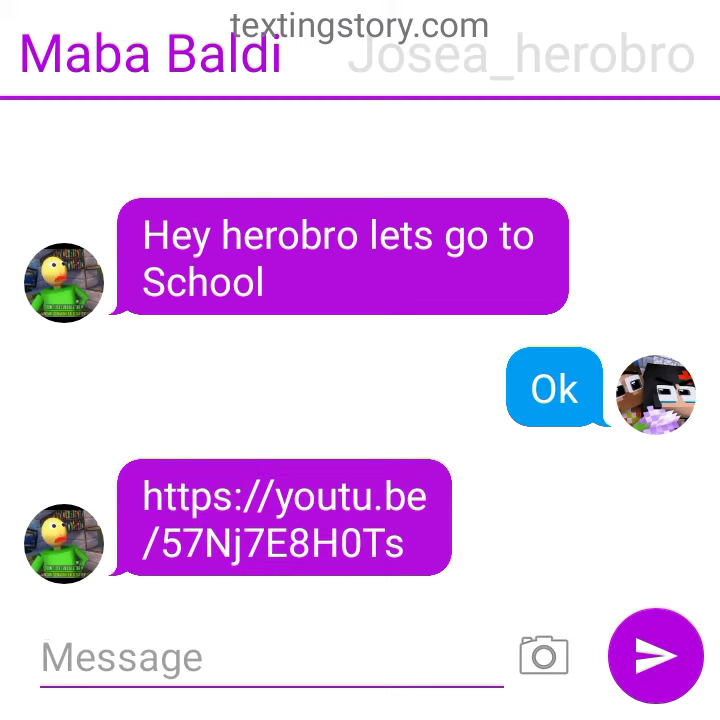 textingstory.com
Maba Baldi Josea_herobro
Hey herobro lets go to
School
Ok
https://youtu.be
/57Nj7E8H0Ts
Message